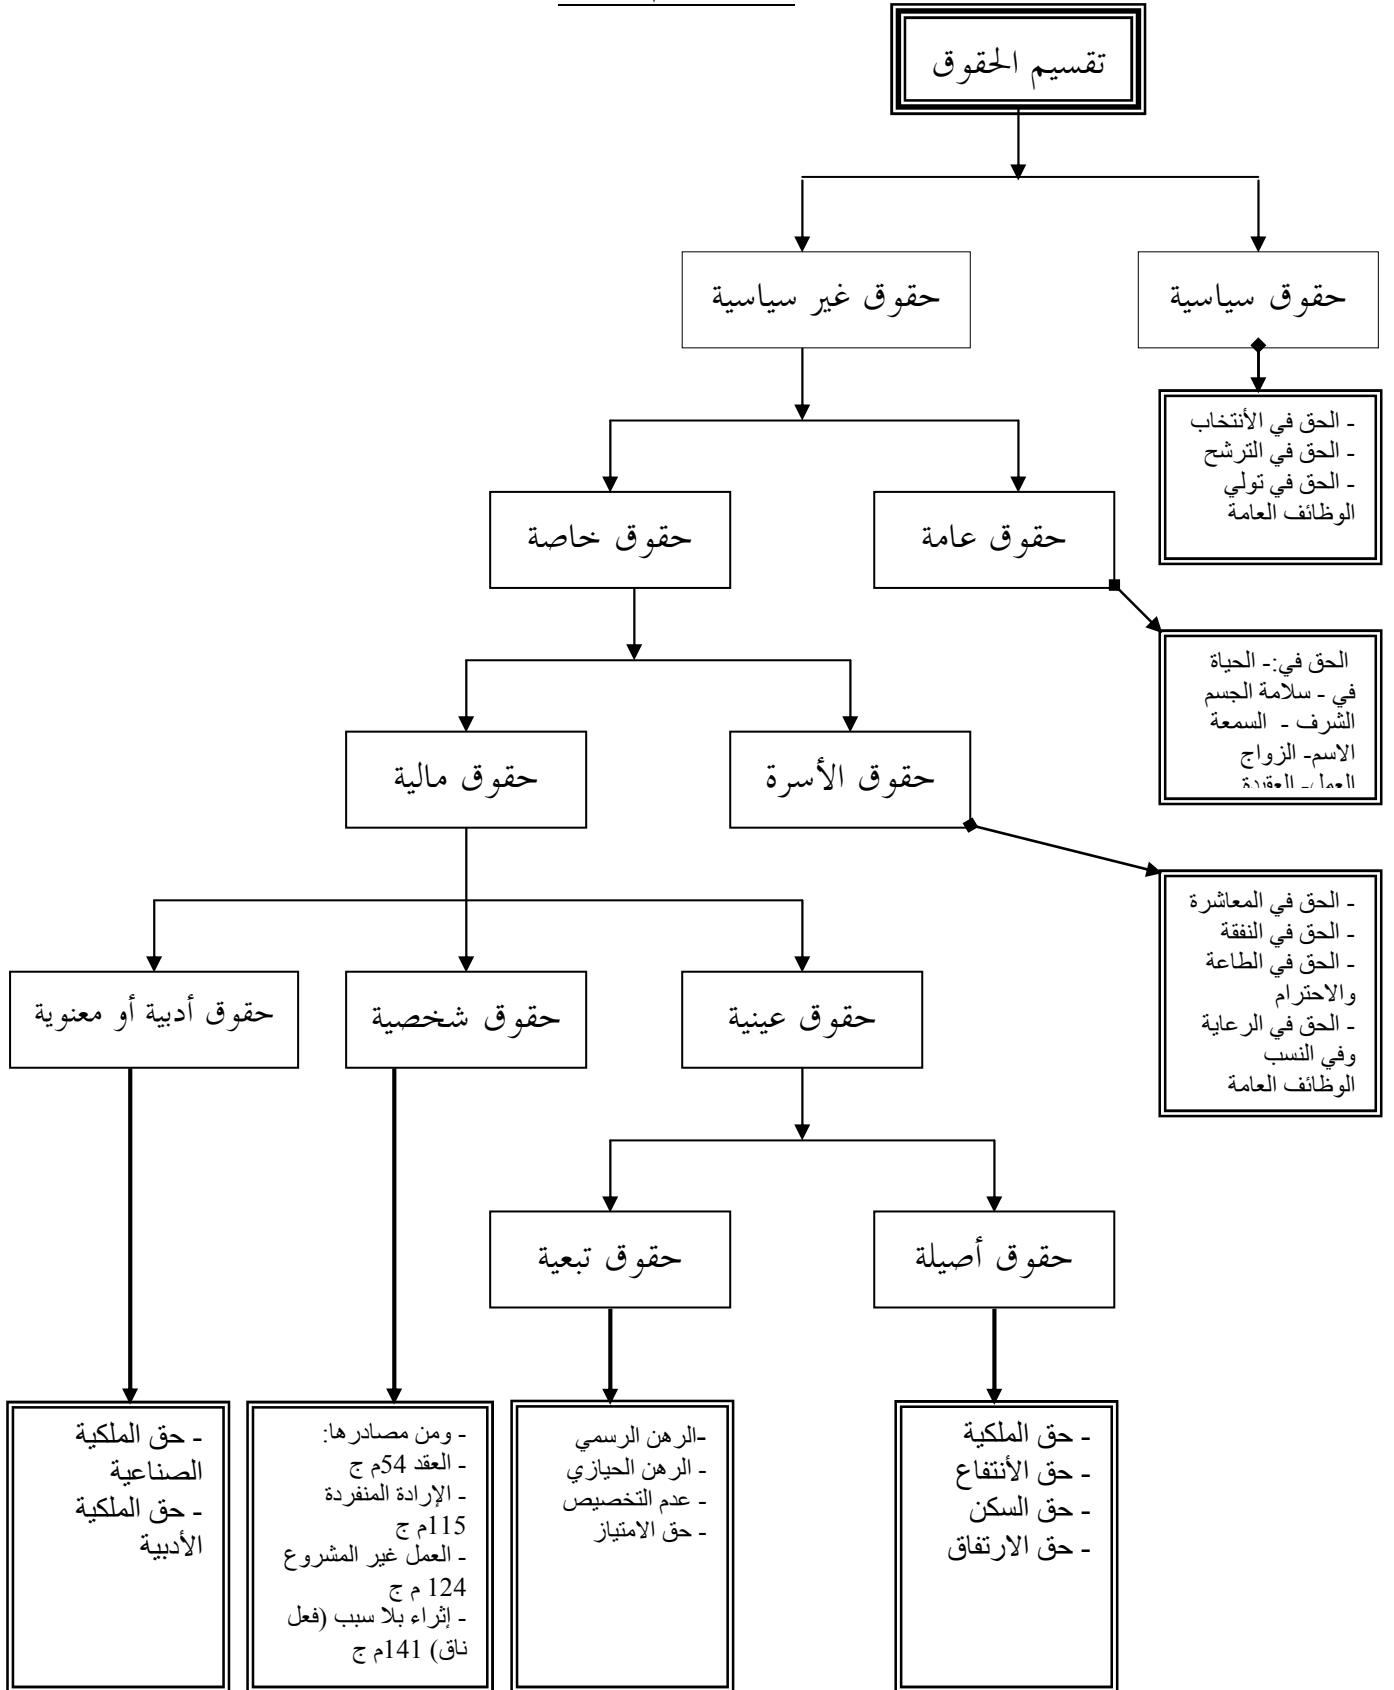 تقسيم الحقوق
حقوق سياسية
حقوق غير سياسية
- الحق في الأنتخاب
- الحق في الترشح
- الحق في تولي
الوظائف العامة
حقوق عامة
حقوق خاصة
الحق في:- الحياة
في - سلامة الجسم
الشرف - السمعة
الاسم- الزواج
العمل- العقيدة
حقوق الأسرة
حقوق مالية
- الحق في المعاشرة
- الحق في النفقة
- الحق في الطاعة
والاحترام
- الحق في الرعاية
وفي النسب
الوظائف العامة
حقوق عينية
حقوق شخصية
حقوق أدبية أو معنوية
حقوق أصيلة
حقوق تبعية
- حق الملكية
- حق الأنتفاع
- حق السكن
- حق الارتفاق
-الرهن الرسمي
- الرهن الحيازي
- عدم التخصيص
- حق الامتياز
- ومن مصادرها:
- العقد 54م ج
- الإرادة المنفردة
115م ج
- العمل غير المشروع
124 م ج
- إثراء بلا سبب (فعل
ناق) 141م ج
- حق الملكية
الصناعية
- حق الملكية
الأدبية